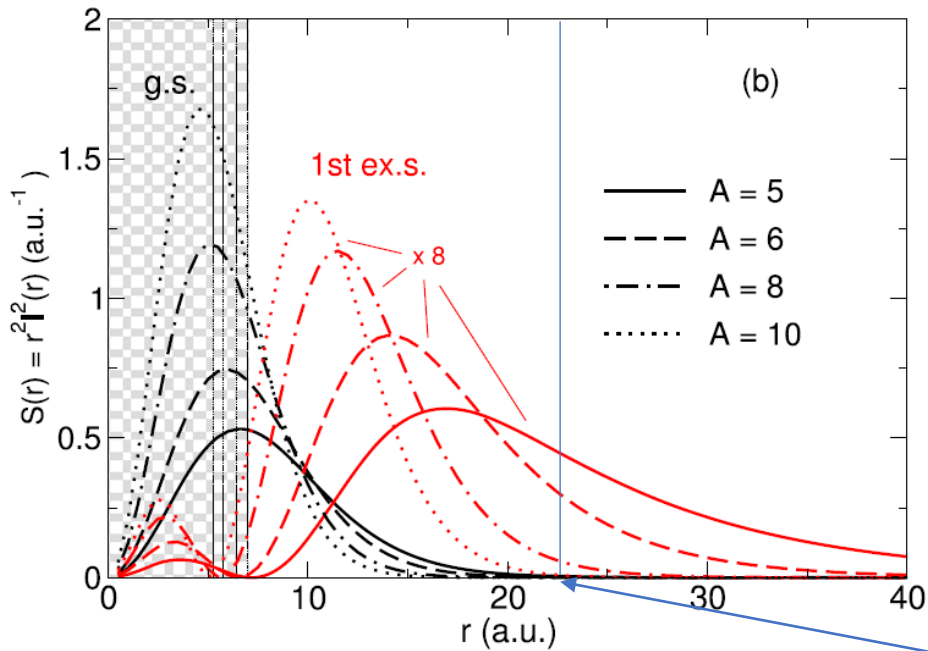 2
g.s.
(b)
1.5
1st ex.s.
A = 5
x 8
A = 6
1
A = 8
A = 10
0.5
0
0 10 20 30 40
r (a.u.)
S(r) = r²I²(r) (a.u.⁻¹)